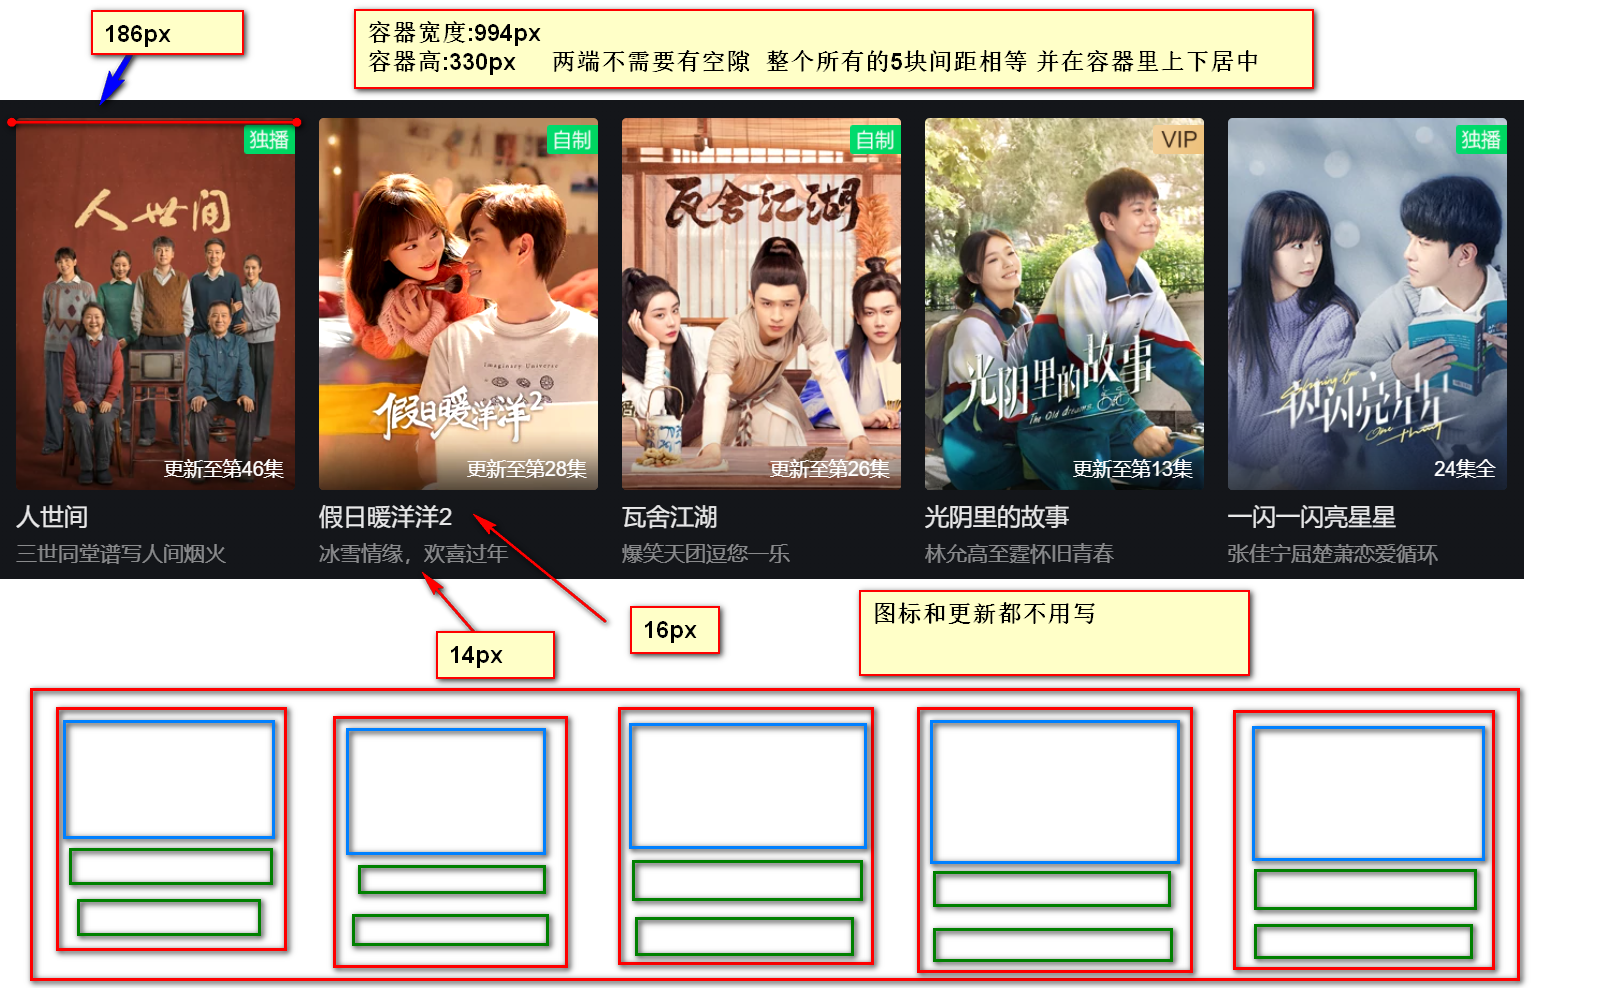 186px
容器宽度:994px
容器高:330px 两端不需要有空隙 整个所有的5块间距相等 并在容器里上下居中
独播
自制
自制
VIP
独播
人世间
假日暖洋洋2
Imaginary Universe
瓦舍江湖
光阴里的故事
The Old dreams
一闪闪亮星星
更新至第46集
更新至第28集
更新至第26集
更新至第13集
24集全
人世间
假日暖洋洋2
瓦舍江湖
光阴里的故事
一闪一闪亮星星
三世同堂谱写人间烟火
冰雪情缘，欢喜过年
爆笑天团逗您一乐
林允高至霆怀旧青春
张佳宁屈楚萧恋爱循环
16px
14px
图标和更新都不用写